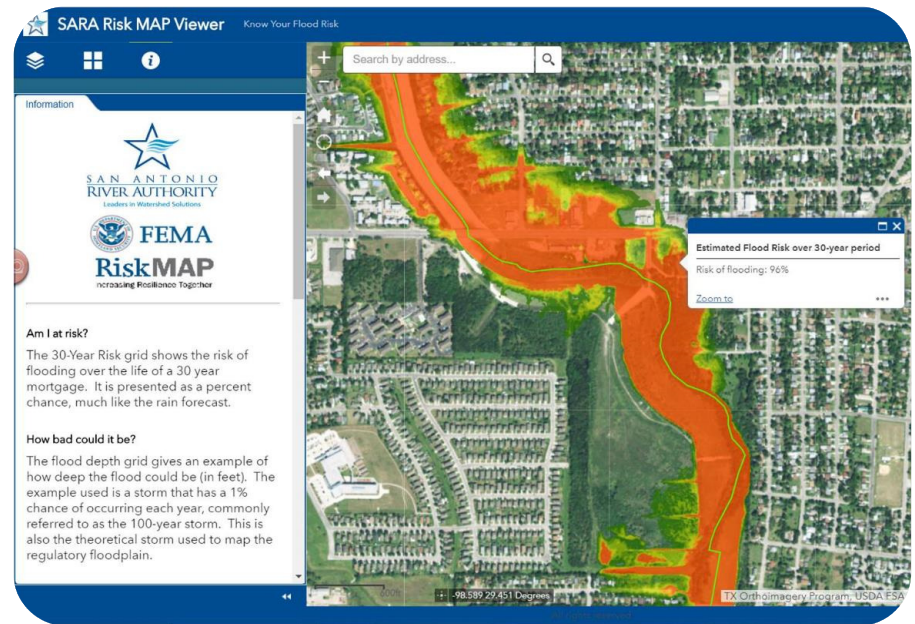 SARA Risk MAP Viewer
Know Your Flood Risk
Information
SAN ANTONIO
RIVER AUTHORITY
Leaders in Watershed Solutions
FEMA
RiskMAP
Increasing Resilience Together
Am I at risk?
The 30-Year Risk grid shows the risk of
flooding over the life of a 30 year
mortgage. It is presented as a percent
chance, much like the rain forecast.
How bad could it be?
The flood depth grid gives an example of
how deep the flood could be (in feet). The
example used is a storm that has a 1%
chance of occurring each year, commonly
referred to as the 100-year storm. This is
also the theoretical storm used to map the
regulatory floodplain.
Search by address...
Estimated Flood Risk over 30-year period
Risk of flooding: 96%
Zoom to
-98.589 29.451 Degrees
TX Orthoimagery Program, USDA FSA